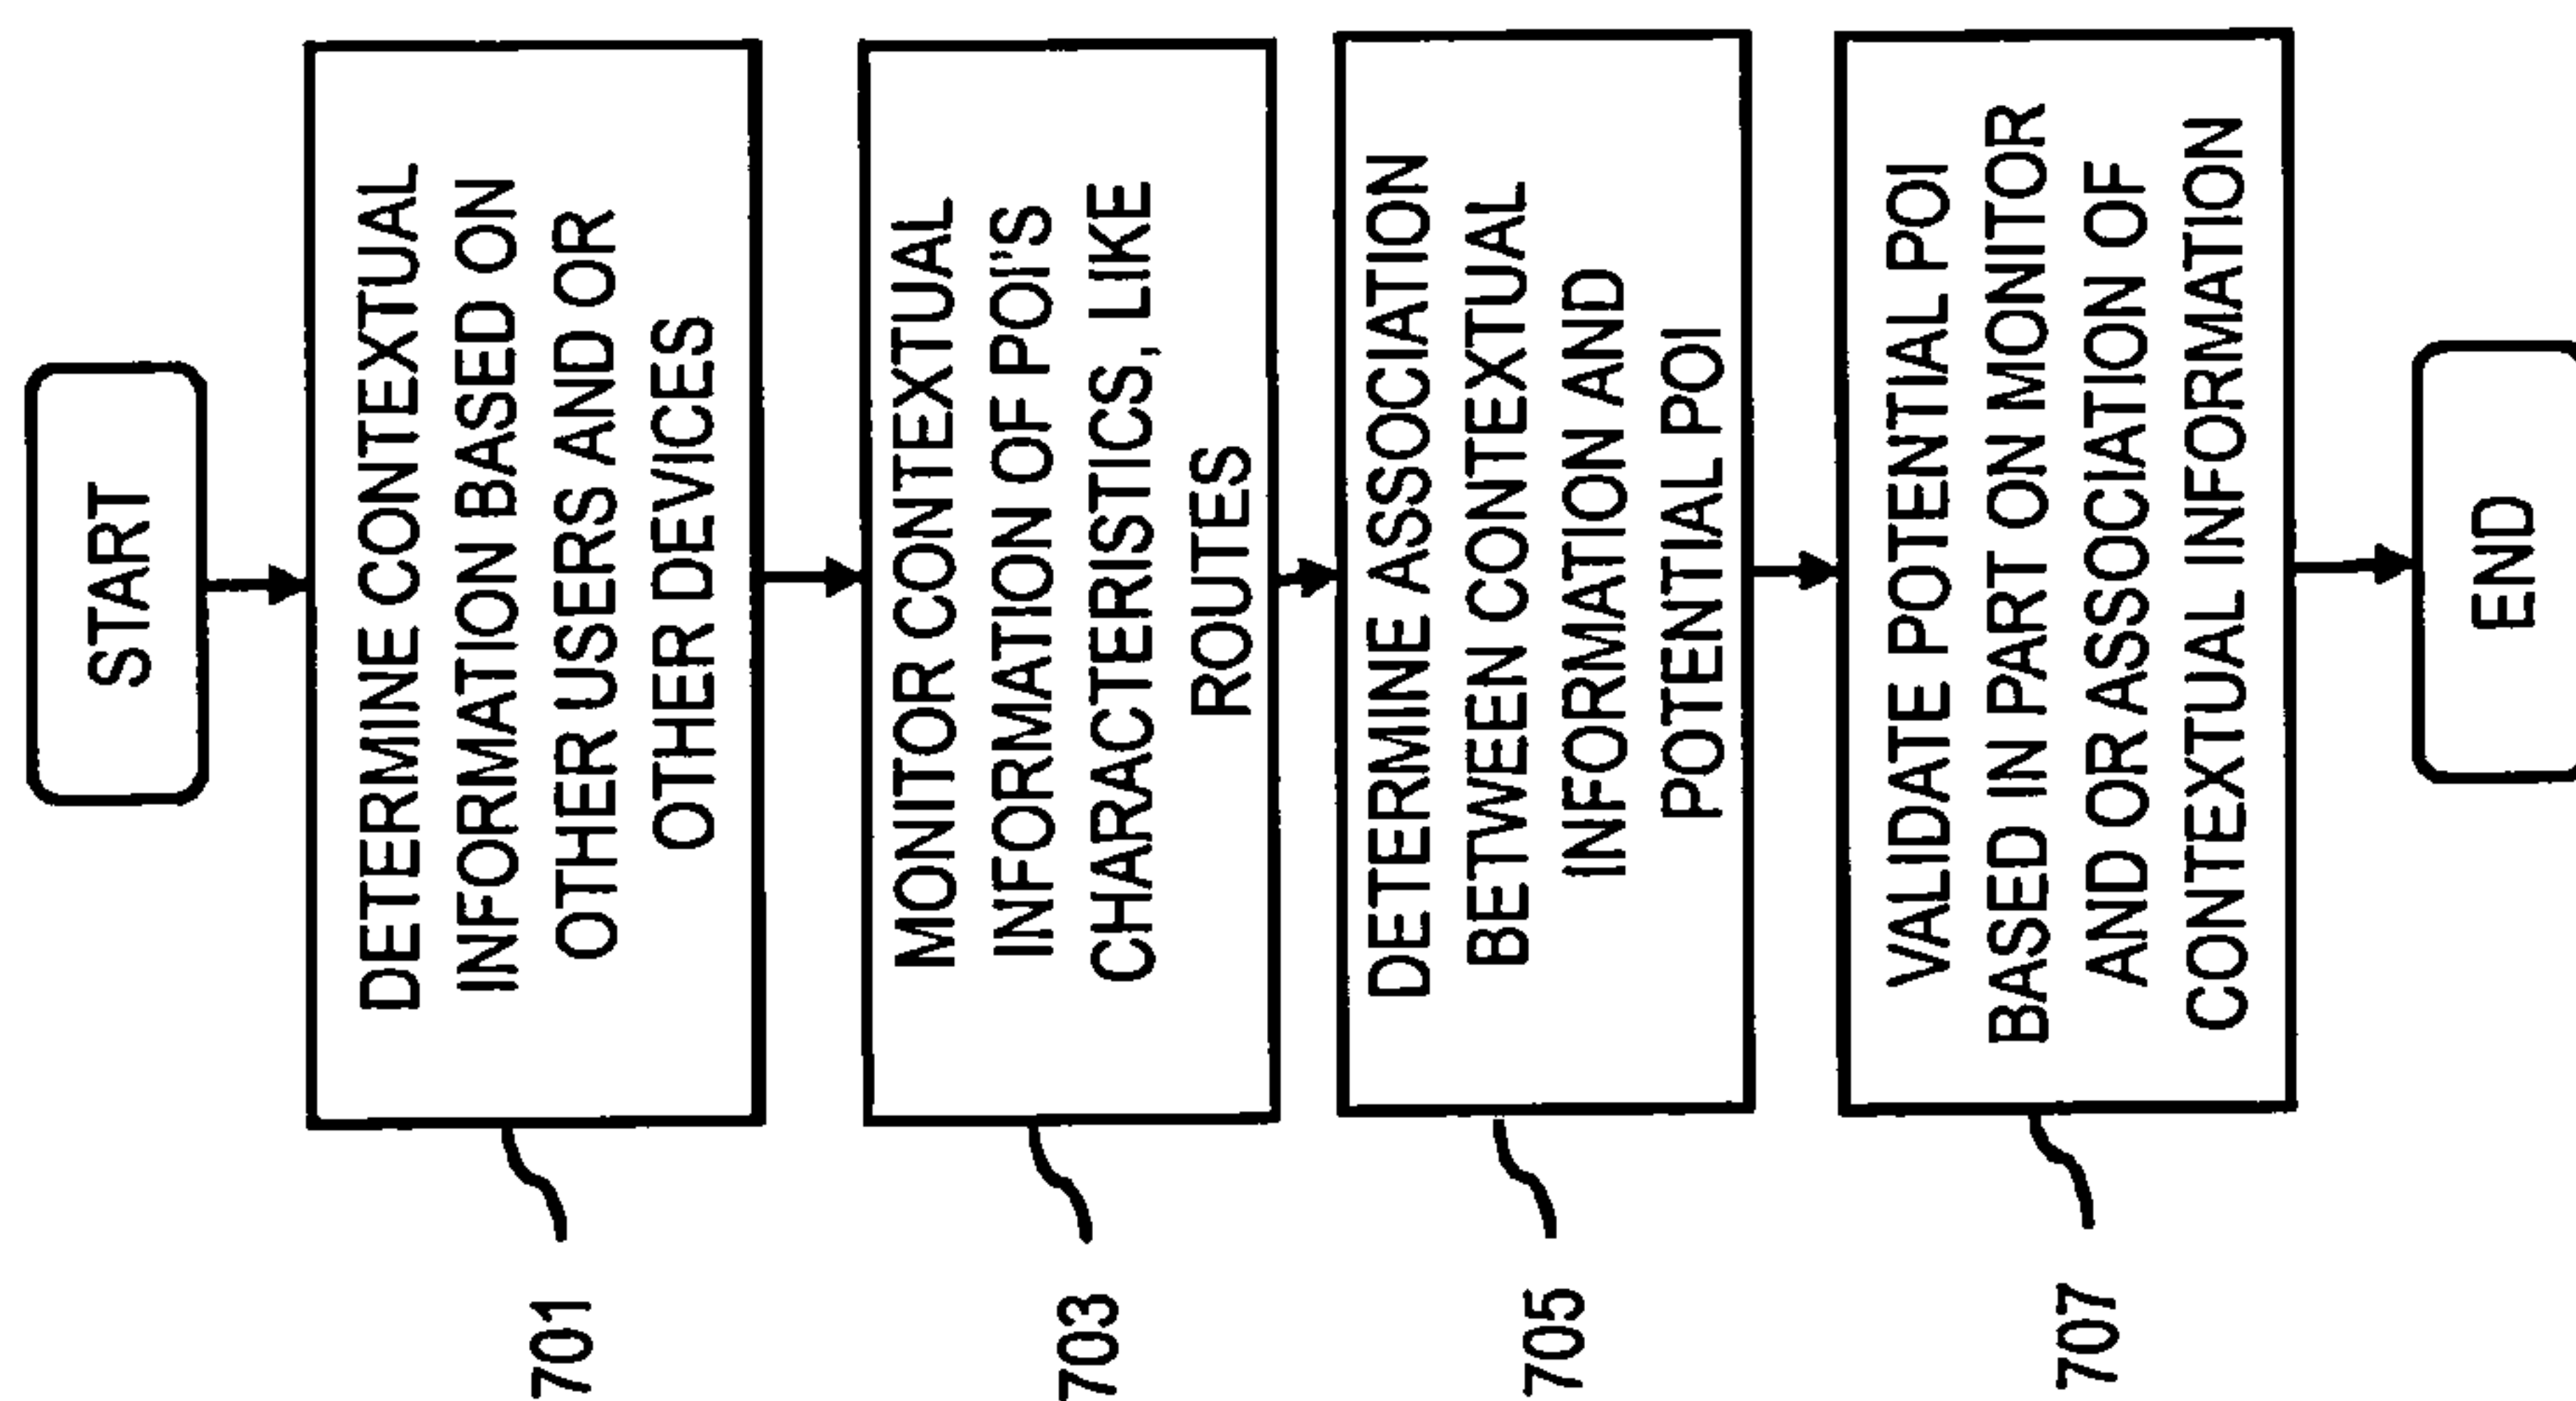 START
701
DETERMINE CONTEXTUAL
INFORMATION BASED ON
OTHER USERS AND OR
OTHER DEVICES
703
MONITOR CONTEXTUAL
INFORMATION OF POI'S
CHARACTERISTICS, LIKE
ROUTES
705
DETERMINE ASSOCIATION
BETWEEN CONTEXTUAL
INFORMATION AND
POTENTIAL POI
707
VALIDATE POTENTIAL POI
BASED IN PART ON MONITOR
AND OR ASSOCIATION OF
CONTEXTUAL INFORMATION
END